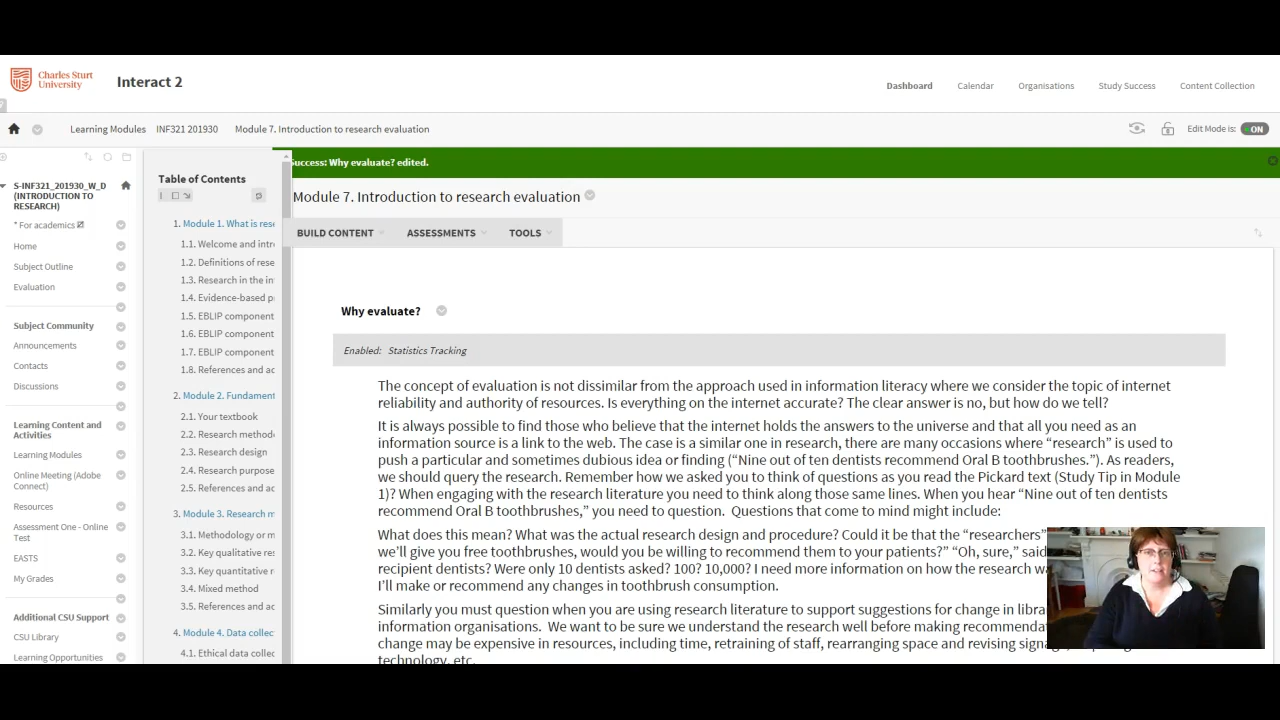 Charles Sturt
University
Interact 2
Dashboard
Calendar
Organisations
Study Success
Content Collection
Learning Modules
INF321 201930
Module 7. Introduction to research evaluation
Edit Mode is:
ON
S-INF321_201930_W_D
(INTRODUCTION TO
RESEARCH)
* For academics
Home
Subject Outline
Evaluation
Subject Community
Announcements
Contacts
Discussions
Learning Content and
Activities
Learning Modules
Online Meeting (Adobe
Connect)
Resources
Assessment One - Online
Test
EASTS
My Grades
Additional CSU Support
CSU Library
Learning Opportunities
Table of Contents
1. Module 1. What is
1.1. Welcome and
1.2. Definitions of
1.3. Research in the
1.4. Evidence-based
1.5. EBLIP component
1.6. EBLIP component
1.7. EBLIP component
1.8. References and
2. Module 2.
2.1. Your textbook
2.2. Research
2.3. Research design
2.4. Research purpose
2.5. References and
3. Module 3. Research
3.1. Methodology or
3.2. Key qualitative
3.3. Key quantitative
3.4. Mixed method
3.5. References and
4. Module 4. Data
4.1. Ethical data
Success: Why evaluate? edited.
Module 7. Introduction to research evaluation
BUILD CONTENT
ASSESSMENTS
TOOLS
Why evaluate?
Enabled: Statistics Tracking
The concept of evaluation is not dissimilar from the approach used in information literacy where we consider the topic of internet
reliability and authority of resources. Is everything on the internet accurate? The clear answer is no, but how do we tell?
It is always possible to find those who believe that the internet holds the answers to the universe and that all you need as an
information source is a link to the web. The case is a similar one in research, there are many occasions where “research” is used to
push a particular and sometimes dubious idea or finding (“Nine out of ten dentists recommend Oral B toothbrushes.”). As readers,
we should query the research. Remember how we asked you to think of questions as you read the Pickard text (Study Tip in Module
1)? When engaging with the research literature you need to think along those same lines. When you hear “Nine out of ten dentists
recommend Oral B toothbrushes,” you need to question. Questions that come to mind might include:
What does this mean? What was the actual research design and procedure? Could it be that the “researchers”
we’ll give you free toothbrushes, would you be willing to recommend them to your patients?” “Oh, sure,” said
recipient dentists? Were only 10 dentists asked? 100? 10,000? I need more information on how the research
I’ll make or recommend any changes in toothbrush consumption.
Similarly you must question when you are using research literature to support suggestions for change in
information organisations. We want to be sure we understand the research well before making
change may be expensive in resources, including time, retraining of staff, rearranging space and revising
technology, etc.